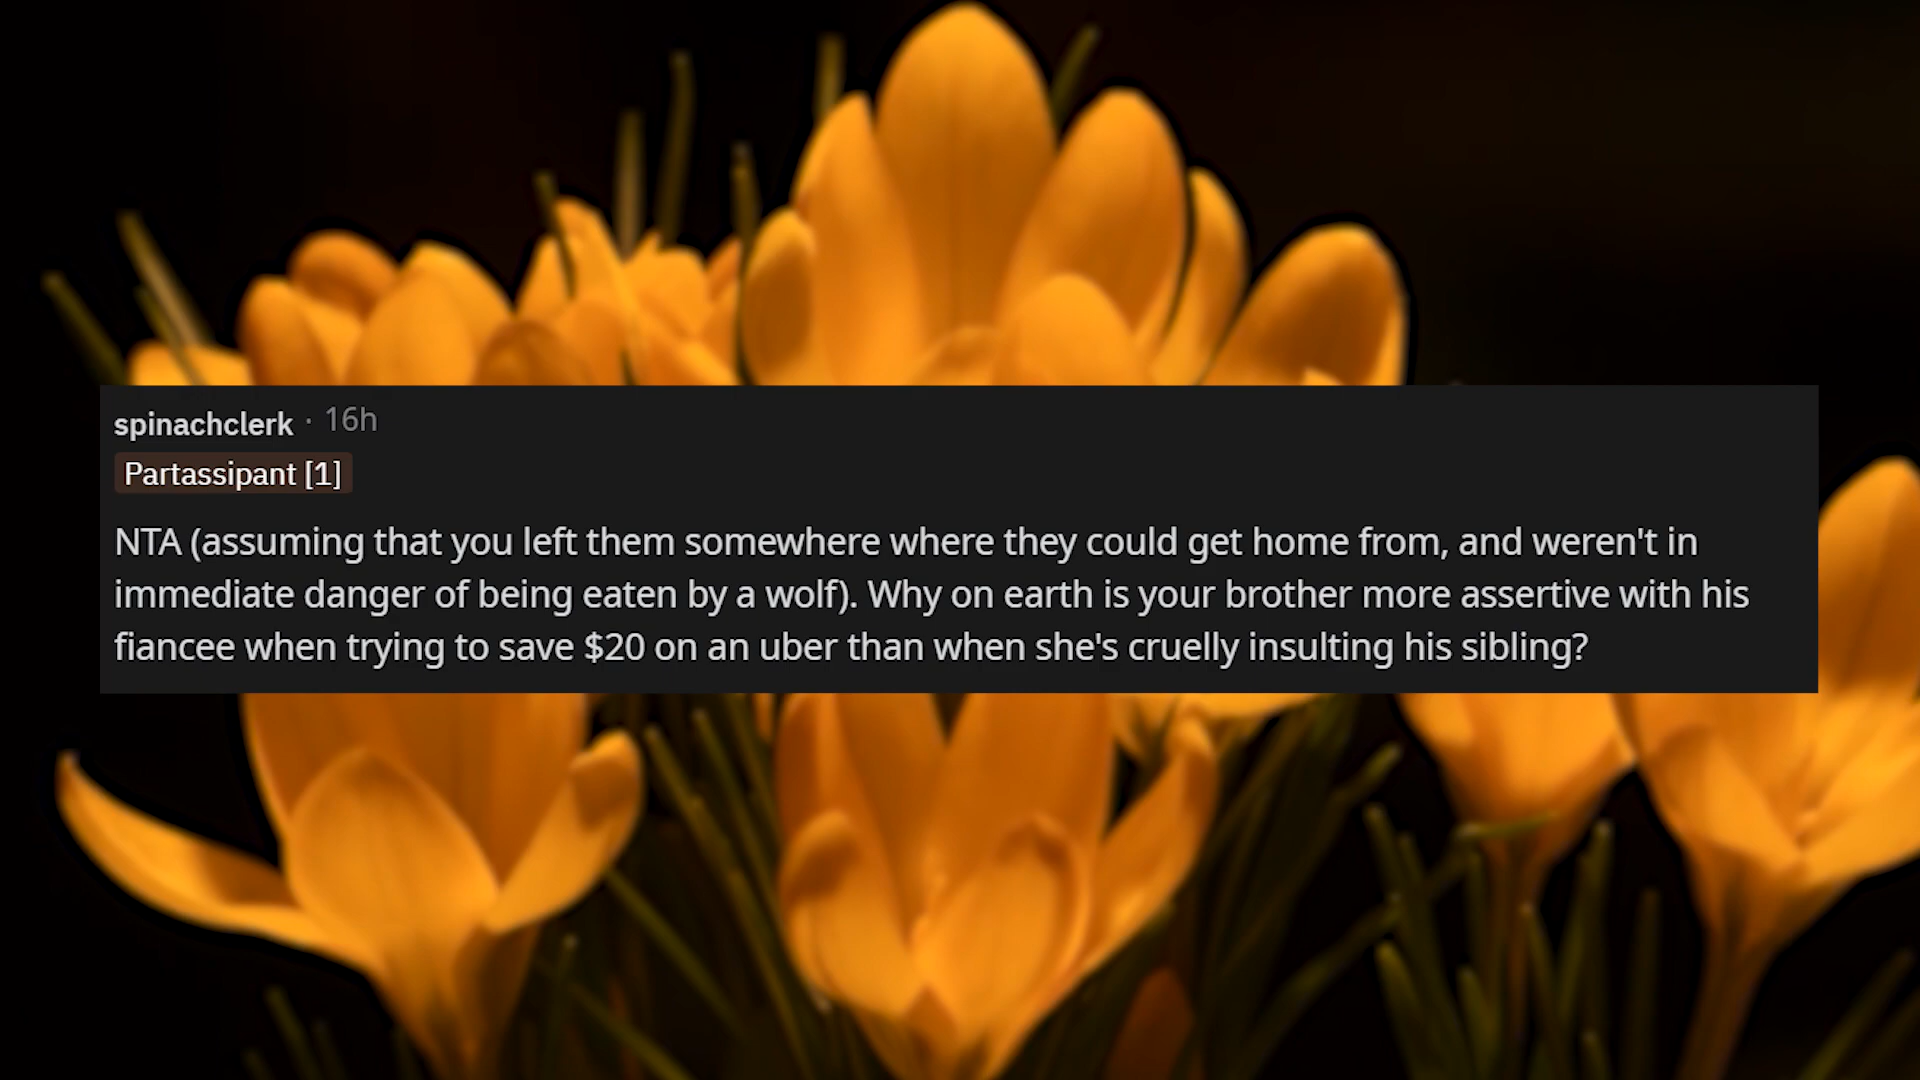 spinachclerk · 16h
Partassipant [1]
NTA (assuming that you left them somewhere where they could get home from, and weren't in
immediate danger of being eaten by a wolf). Why on earth is your brother more assertive with his
fiancee when trying to save $20 on an uber than when she's cruelly insulting his sibling?